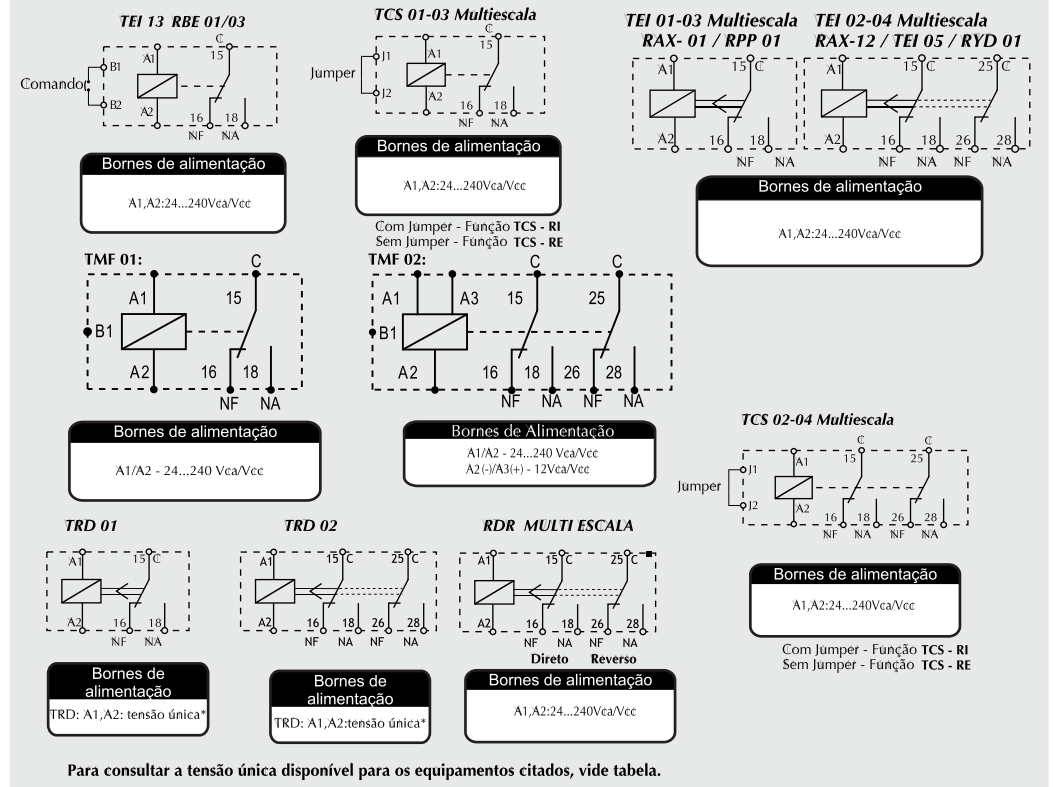 TEI 13 RBE 01/03
C
15
A1
B1
Comando
B2
A2
16 18
NF NA
Bornes de alimentação
A1,A2:24...240Vca/Vcc
TCS 01-03 Multiescala
C
15
A1
J1
Jumper
J2
A2
16 18
NF NA
Bornes de alimentação
A1,A2:24...240Vca/Vcc
Com Jumper - Função TCS - RI
Sem Jumper - Função TCS - RE
TEI 01-03 Multiescala
RAX- 01 / RPP 01
A1 15 C
A2 16 18
NF NA
TEI 02-04 Multiescala
RAX-12 / TEI 05 / RYD 01
A1 15 C 25 C
A2 16 18 26 28
NF NA NF NA
Bornes de alimentação
A1,A2:24...240Vca/Vcc
TMF 01:
C
A1 15
B1
A2 16 18
NF NA
Bornes de alimentação
A1/A2 - 24...240 Vca/Vcc
TMF 02:
C C
A1 A3 15 25
B1
A2 16 18 26 28
NF NA NF NA
Bornes de Alimentação
A1/A2 - 24...240 Vca/Vcc
A2(-)/A3(+) - 12Vca/Vcc
TCS 02-04 Multiescala
C C
A1 15 25
J1
Jumper
J2
A2 16 18 26 28
NF NA NF NA
Bornes de alimentação
A1,A2:24...240Vca/Vcc
Com Jumper - Função TCS - RI
Sem Jumper - Função TCS - RE
TRD 01
A1 15 C
A2 16 18
NF NA
Bornes de
alimentação
TRD: A1,A2: tensão única*
TRD 02
A1 15 C 25 C
A2 16 18 26 28
NF NA NF NA
Bornes de
alimentação
TRD: A1,A2:tensão única*
RDR MULTI ESCALA
A1 15 C 25 C
A2 16 18 26 28
NF NA NF NA
Direto Reverso
Bornes de alimentação
A1,A2:24...240Vca/Vcc
Para consultar a tensão única disponível para os equipamentos citados, vide tabela.